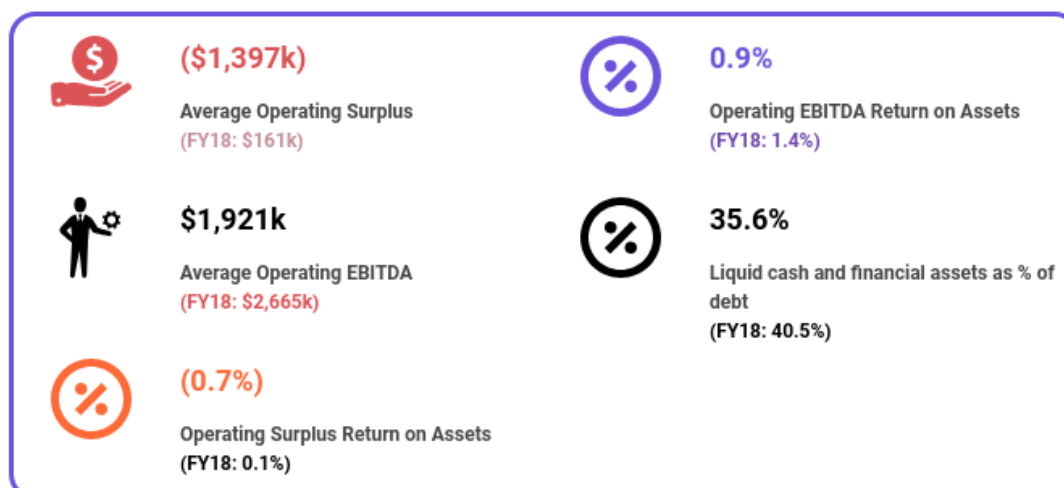 ($1,397k)
Average Operating Surplus
(FY18: $161k)
$1,921k
Average Operating EBITDA
(FY18: $2,665k)
(0.7%)
Operating Surplus Return on Assets
(FY18: 0.1%)
0.9%
Operating EBITDA Return on Assets
(FY18: 1.4%)
35.6%
Liquid cash and financial assets as % of
debt
(FY18: 40.5%)